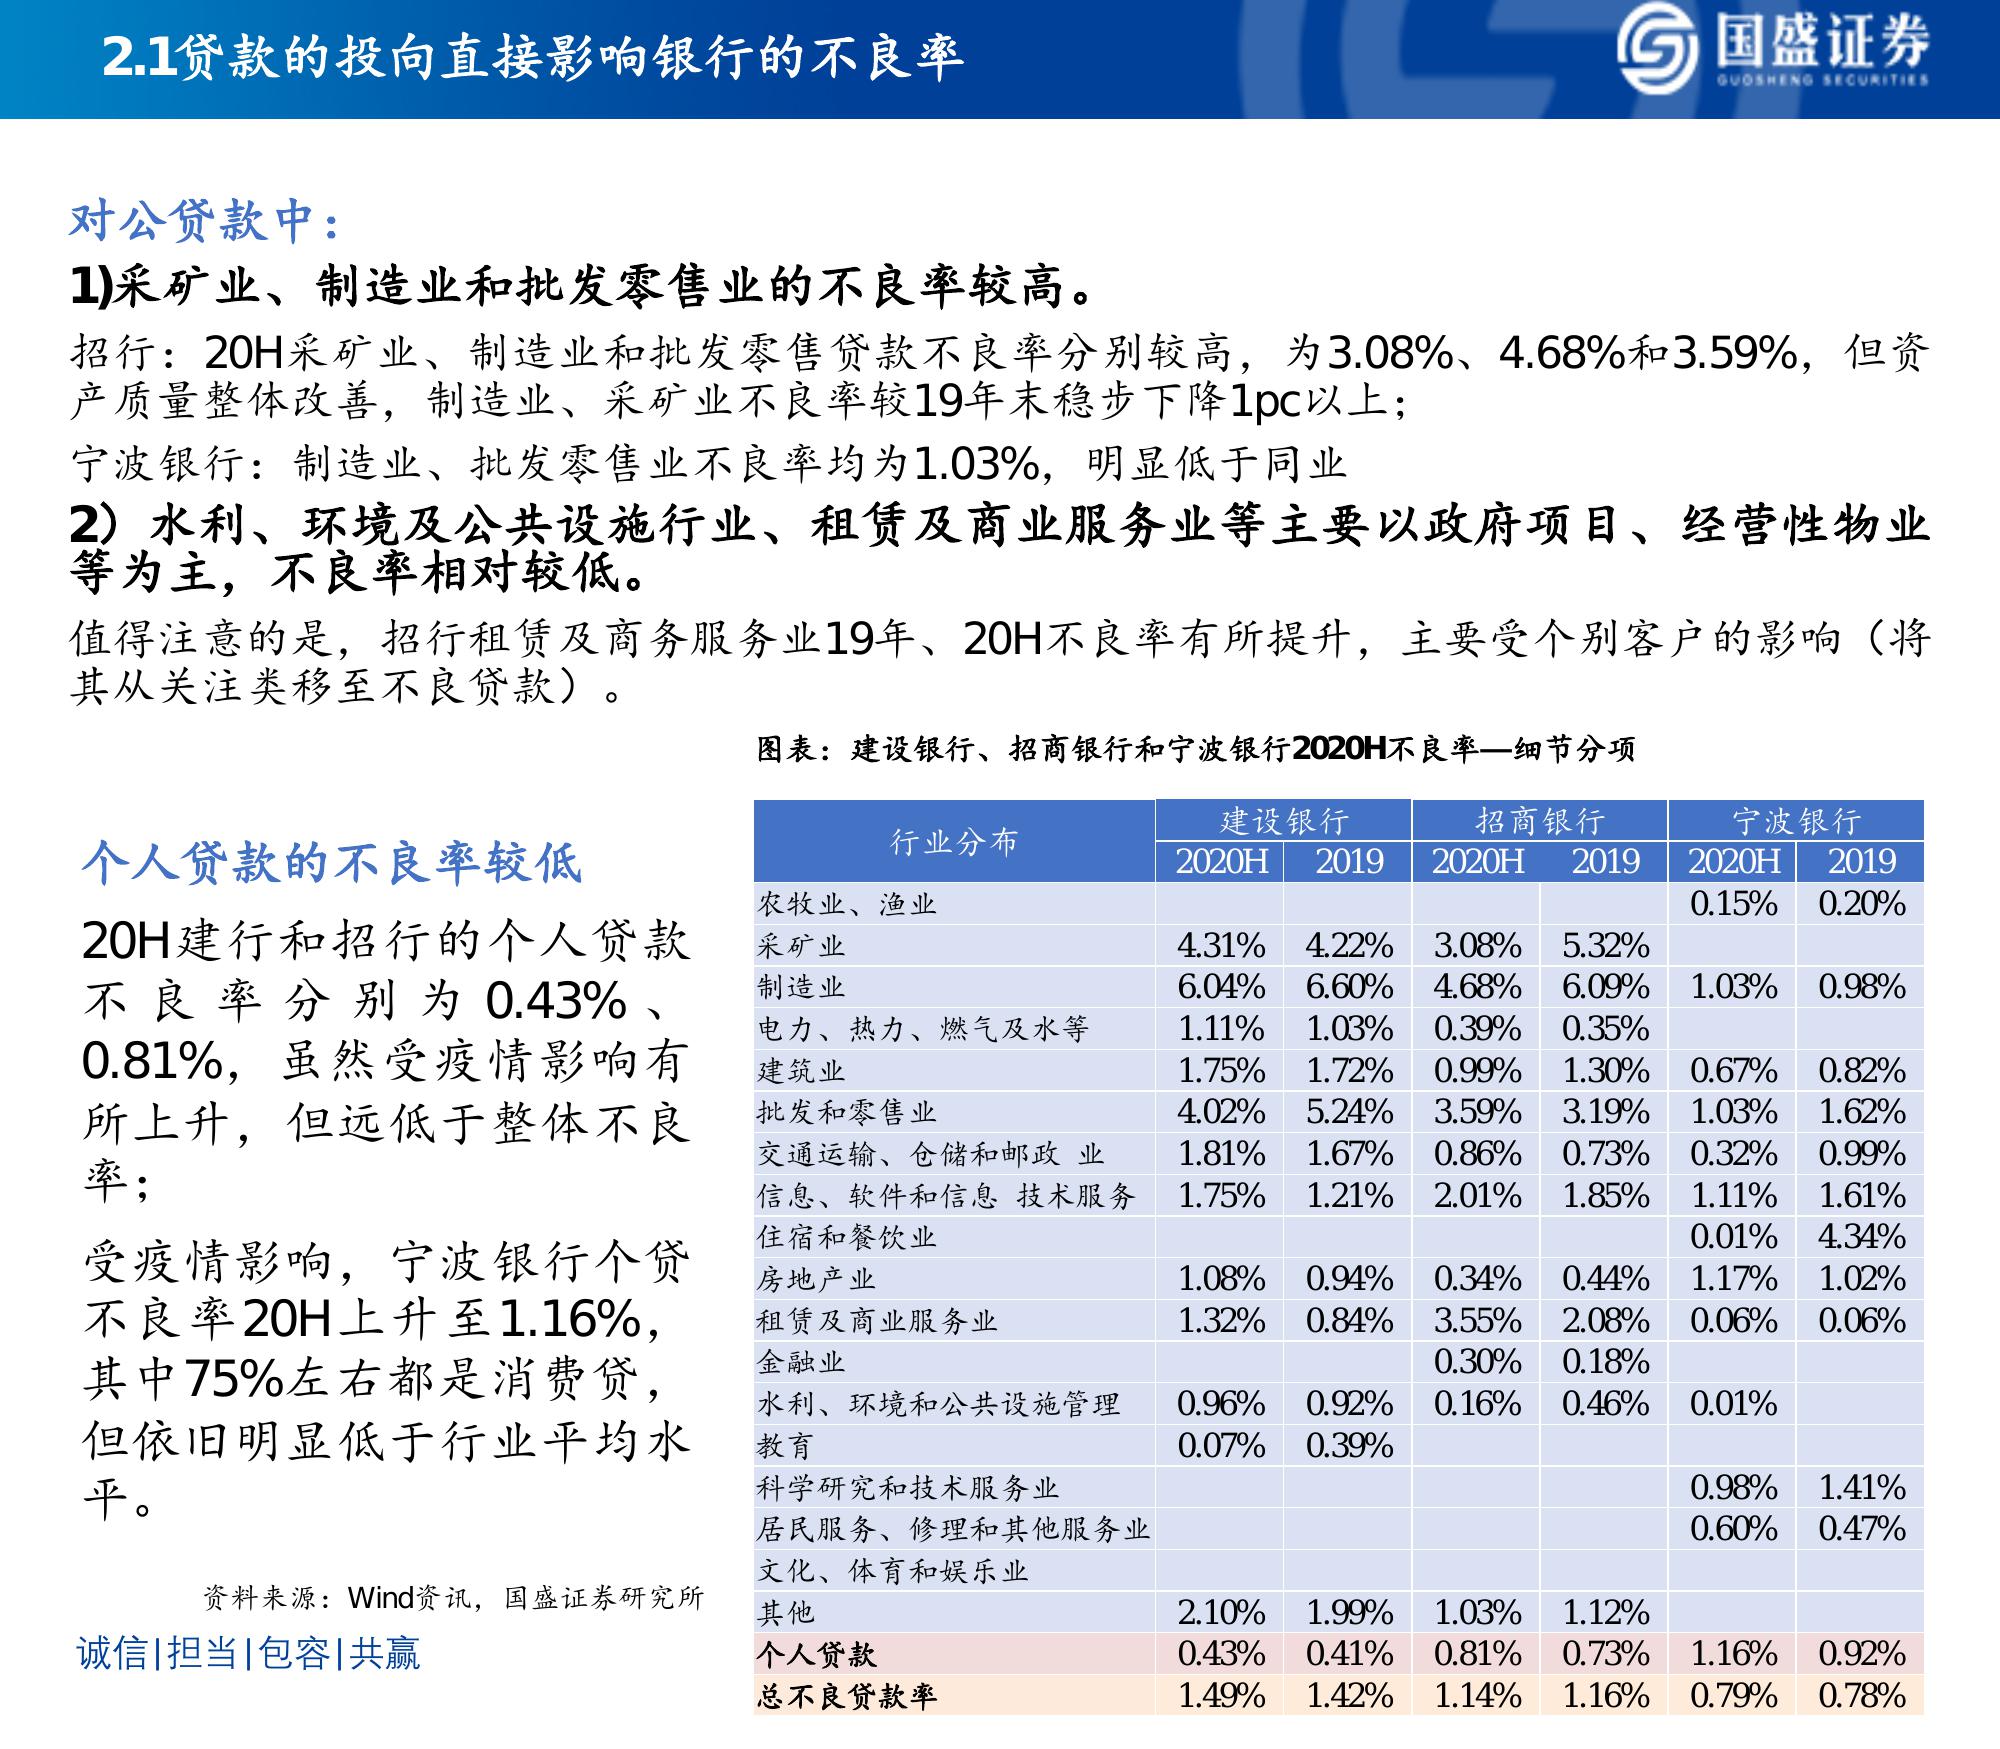 2.1贷款的投向直接影响银行的不良率
国盛证券
GUOSHENG SECURITIES
对公贷款中：
1)采矿业、制造业和批发零售业的不良率较高。
招行：20H采矿业、制造业和批发零售贷款不良率分别较高，为3.08%、4.68%和3.59%，但资
产质量整体改善，制造业、采矿业不良率较19年末稳步下降1pc以上；
宁波银行：制造业、批发零售业不良率均为1.03%，明显低于同业
2）水利、环境及公共设施行业、租赁及商业服务业等主要以政府项目、经营性物业
等为主，不良率相对较低。
值得注意的是，招行租赁及商务服务业19年、20H不良率有所提升，主要受个别客户的影响（将
其从关注类移至不良贷款）。
个人贷款的不良率较低
20H建行和招行的个人贷款
不良率分别为0.43%、
0.81%，虽然受疫情影响有
所上升，但远低于整体不良
率；
受疫情影响，宁波银行个贷
不良率20H上升至1.16%，
其中75%左右都是消费贷，
但依旧明显低于行业平均水
平。
图表：建设银行、招商银行和宁波银行2020H不良率—细节分项
行业分布 建设银行 招商银行 宁波银行
2020H 2019 2020H 2019 2020H 2019
农牧业、渔业 0.15% 0.20%
采矿业 4.31% 4.22% 3.08% 5.32%
制造业 6.04% 6.60% 4.68% 6.09% 1.03% 0.98%
电力、热力、燃气及水等 1.11% 1.03% 0.39% 0.35%
建筑业 1.75% 1.72% 0.99% 1.30% 0.67% 0.82%
批发和零售业 4.02% 5.24% 3.59% 3.19% 1.03% 1.62%
交通运输、仓储和邮政 业 1.81% 1.67% 0.86% 0.73% 0.32% 0.99%
信息、软件和信息 技术服务 1.75% 1.21% 2.01% 1.85% 1.11% 1.61%
住宿和餐饮业 0.01% 4.34%
房地产业 1.08% 0.94% 0.34% 0.44% 1.17% 1.02%
租赁及商业服务业 1.32% 0.84% 3.55% 2.08% 0.06% 0.06%
金融业 0.30% 0.18%
水利、环境和公共设施管理 0.96% 0.92% 0.16% 0.46% 0.01%
教育 0.07% 0.39%
科学研究和技术服务业 0.98% 1.41%
居民服务、修理和其他服务业 0.60% 0.47%
文化、体育和娱乐业
其他 2.10% 1.99% 1.03% 1.12%
个人贷款 0.43% 0.41% 0.81% 0.73% 1.16% 0.92%
总不良贷款率 1.49% 1.42% 1.14% 1.16% 0.79% 0.78%
资料来源：Wind资讯，国盛证券研究所
诚信|担当|包容|共赢